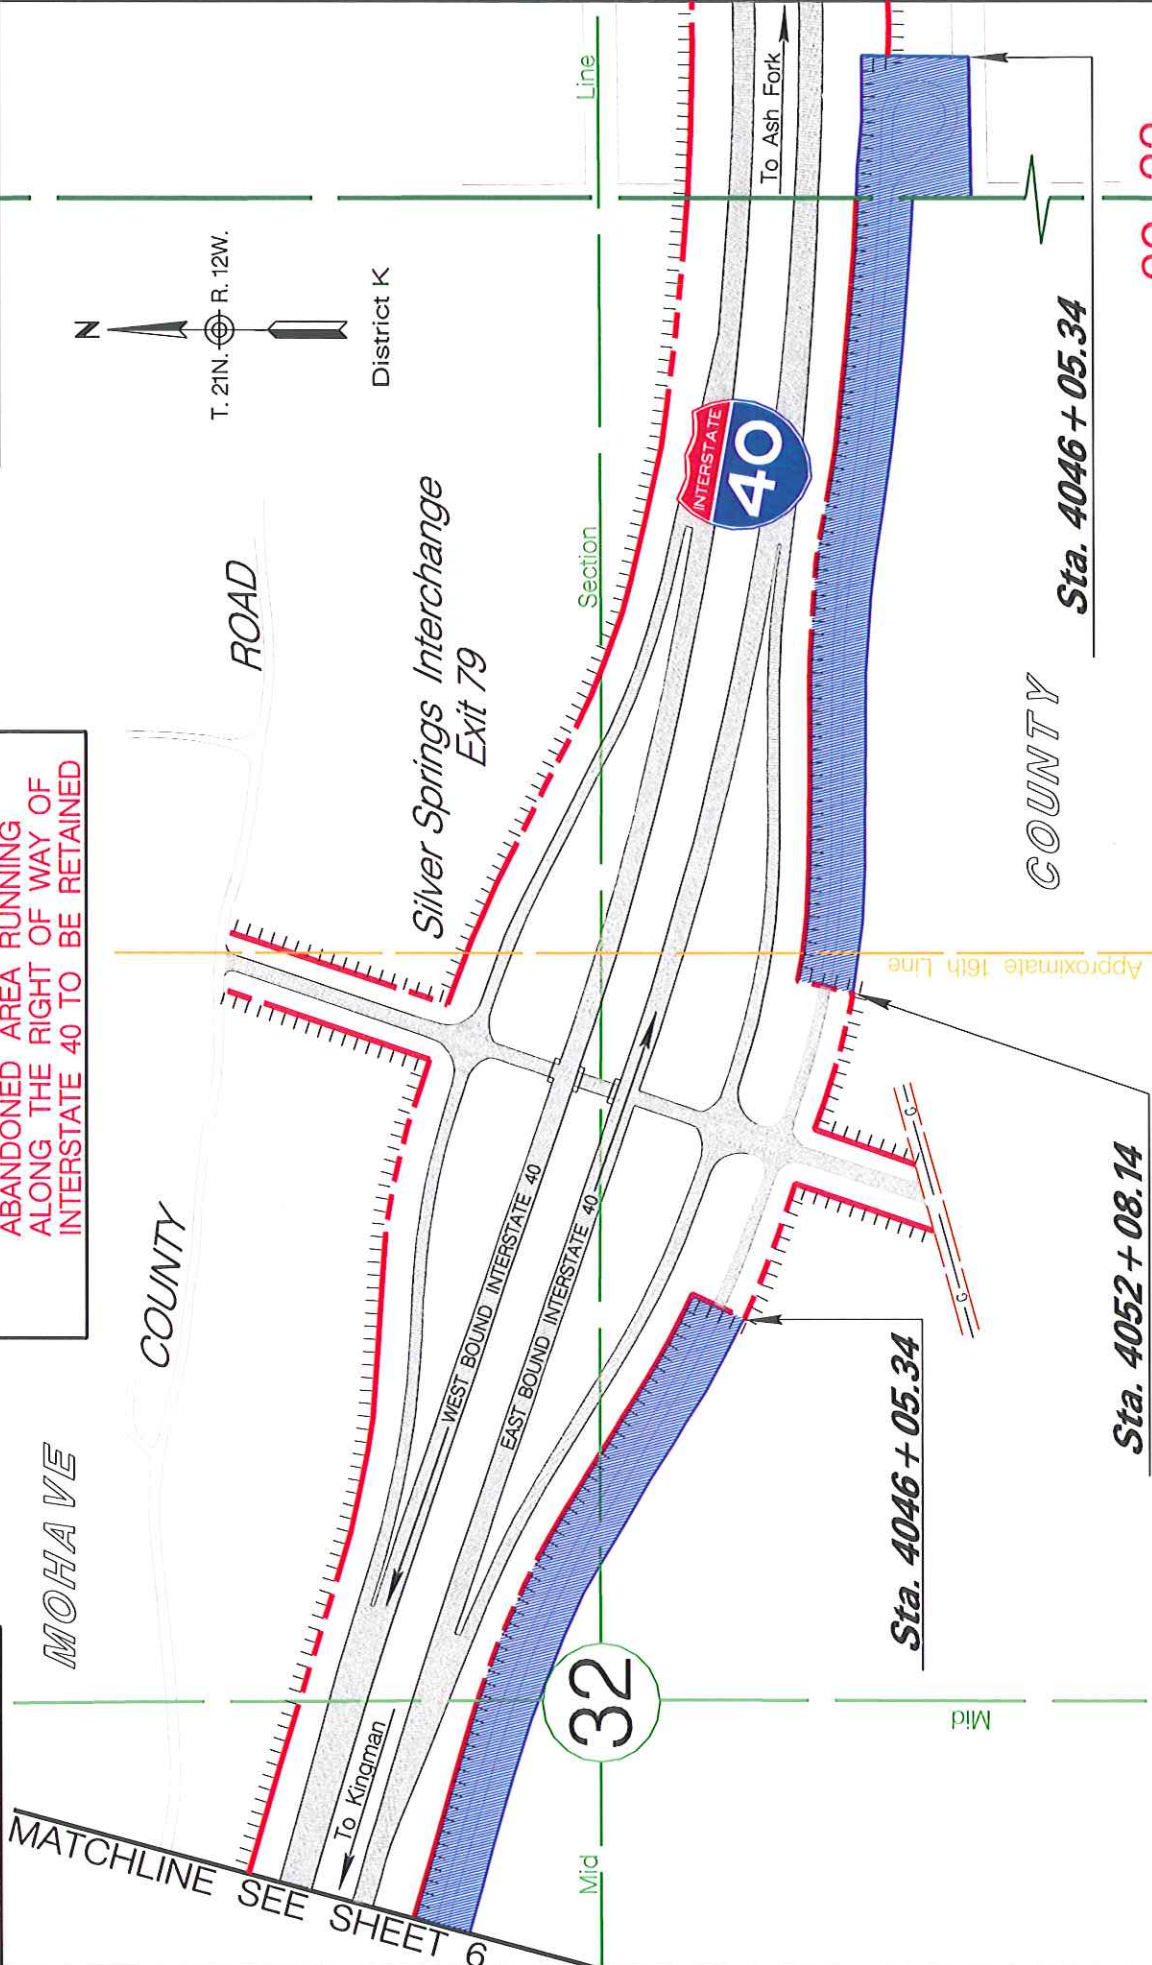 ABANDONED AREA RUNNING
ALONG THE RIGHT OF WAY OF
INTERSTATE 40 TO BE RETAINED
MOHAVE
COUNTY
COUNTY
ROAD
N
T. 21N.
R. 12W.
District K
Silver Springs Interchange
Exit 79
Mid
Section
Line
Mid
32
Approximate 16th Line
INTERSTATE
40
To Ash Fork
To Kingman
WEST BOUND INTERSTATE 40
EAST BOUND INTERSTATE 40
MATCHLINE SEE SHEET 6
G
G
Sta. 4046+05.34
Sta. 4052+08.14
Sta. 4046+05.34